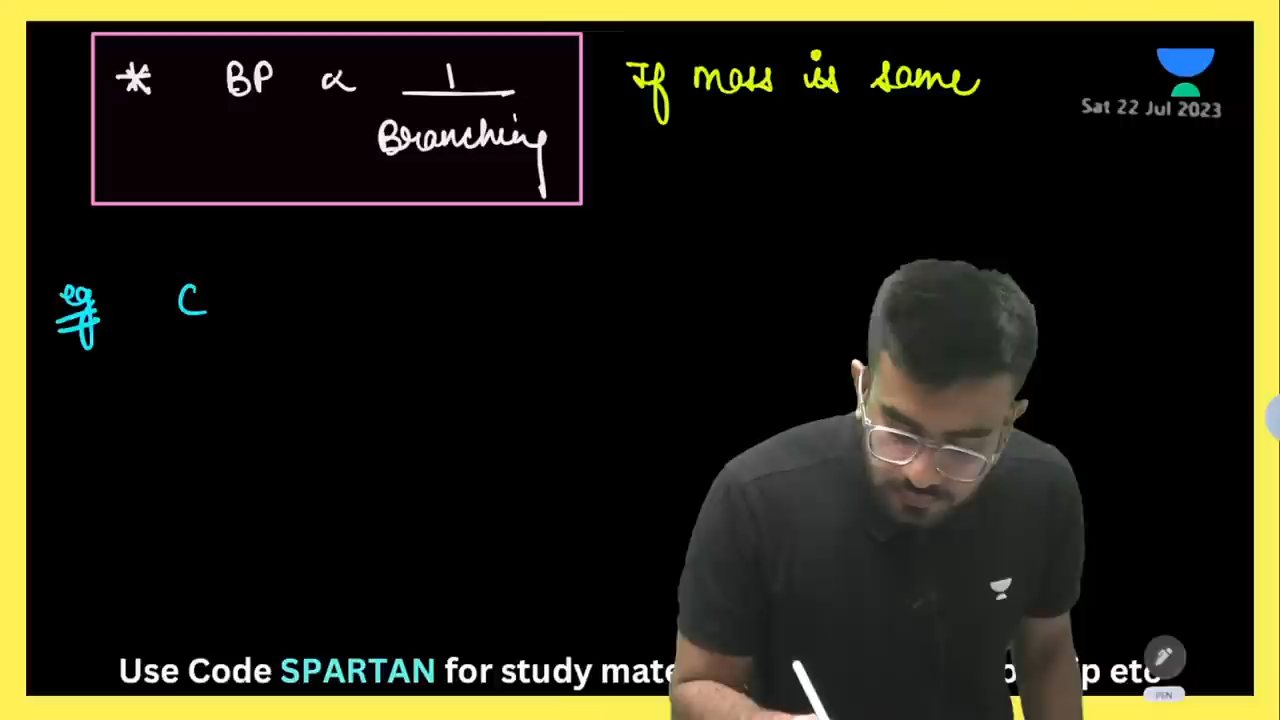 * BP ∝ 1 / Branching
If mass is same
Sat 22 Jul 2023
eg C
Use Code SPARTAN for study mate p etc
PEN